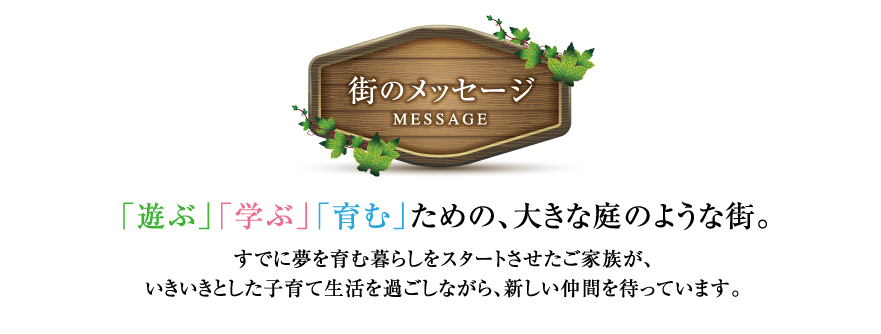 街のメッセージ
MESSAGE
「遊ぶ」「学ぶ」「育む」ための、大きな庭のような街。
すでに夢を育む暮らしをスタートさせたご家族が、
いきいきとした子育て生活を過ごしながら、新しい仲間を待っています。